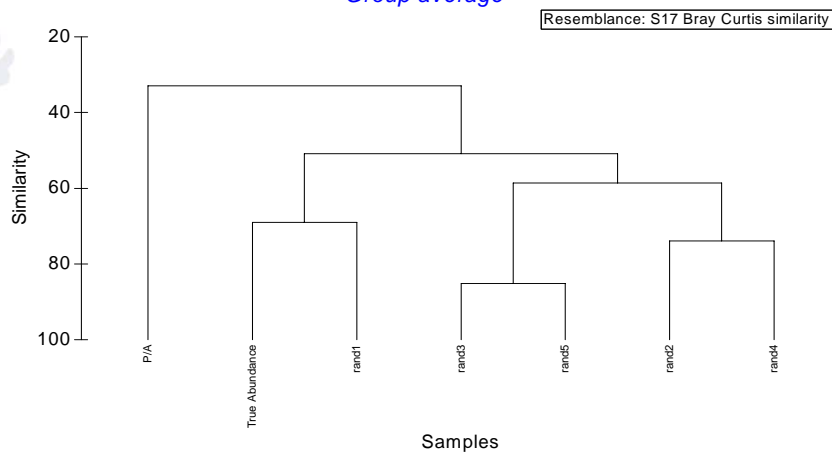 Group average
Resemblance: S17 Bray Curtis similarity
20
40
60
80
100
Similarity
P/A
True Abundance
rand1
rand3
rand5
rand2
rand4
Samples